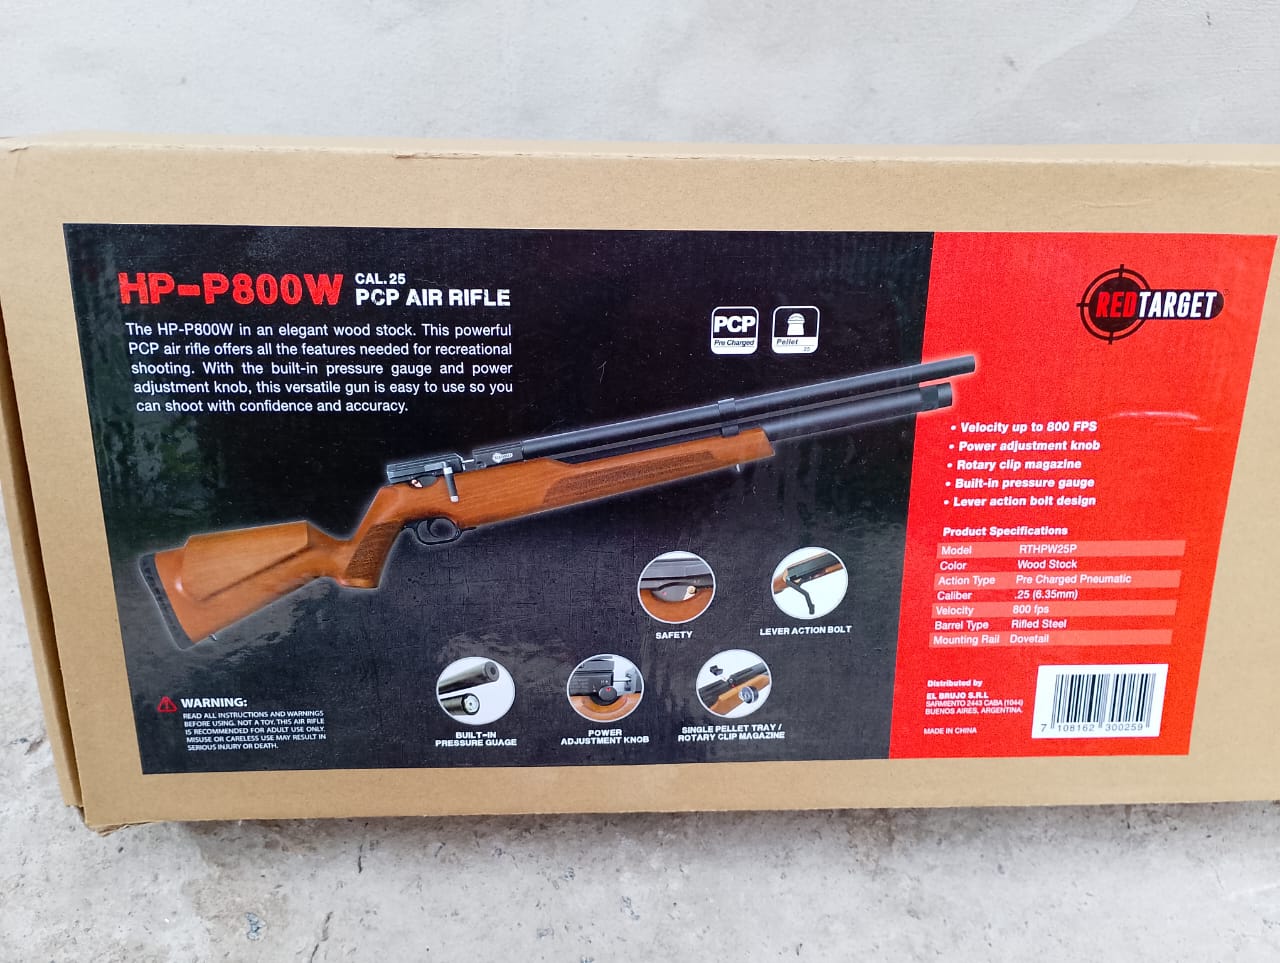 HP-P800W
CAL.25
PCP AIR RIFLE
The HP-P800W in an elegant wood stock. This powerful
PCP air rifle offers all the features needed for recreational
shooting. With the built-in pressure gauge and power
adjustment knob, this versatile gun is easy to use so you
can shoot with confidence and accuracy.
PCP
Pre Charged
Pellet
.25
REDTARGET
• Velocity up to 800 FPS
• Power adjustment knob
• Rotary clip magazine
• Built-in pressure gauge
• Lever action bolt design
Product Specifications
Model RTHPW25P
Color Wood Stock
Action Type Pre Charged Pneumatic
Caliber .25 (6.35mm)
Velocity 800 fps
Barrel Type Rifled Steel
Mounting Rail Dovetail
SAFETY
LEVER ACTION BOLT
BUILT-IN
PRESSURE GUAGE
POWER
ADJUSTMENT KNOB
SINGLE PELLET TRAY /
ROTARY CLIP MAGAZINE
WARNING:
READ ALL INSTRUCTIONS AND WARNINGS
BEFORE USING. NOT A TOY. THIS AIR RIFLE
IS RECOMMENDED FOR ADULT USE ONLY.
MISUSE OR CARELESS USE MAY RESULT IN
SERIOUS INJURY OR DEATH.
Distributed by
EL BRUJO S.R.L
SARMIENTO 2443 CABA (1044)
BUENOS AIRES, ARGENTINA.
MADE IN CHINA
7 108162 300259